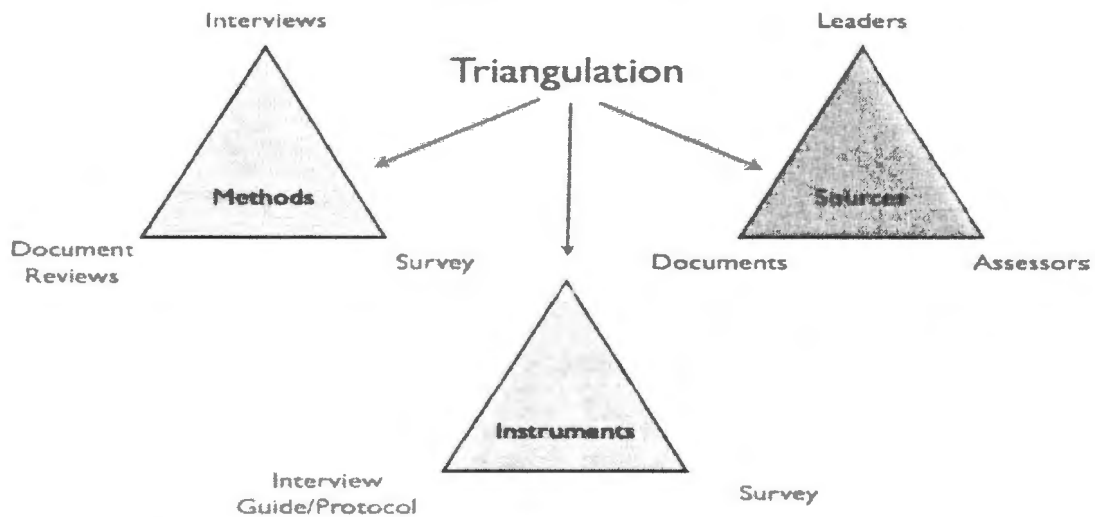 Interviews
Leaders
Triangulation
Methods
Sources
Document
Reviews
Survey
Documents
Assessors
Instruments
Interview
Guide/Protocol
Survey